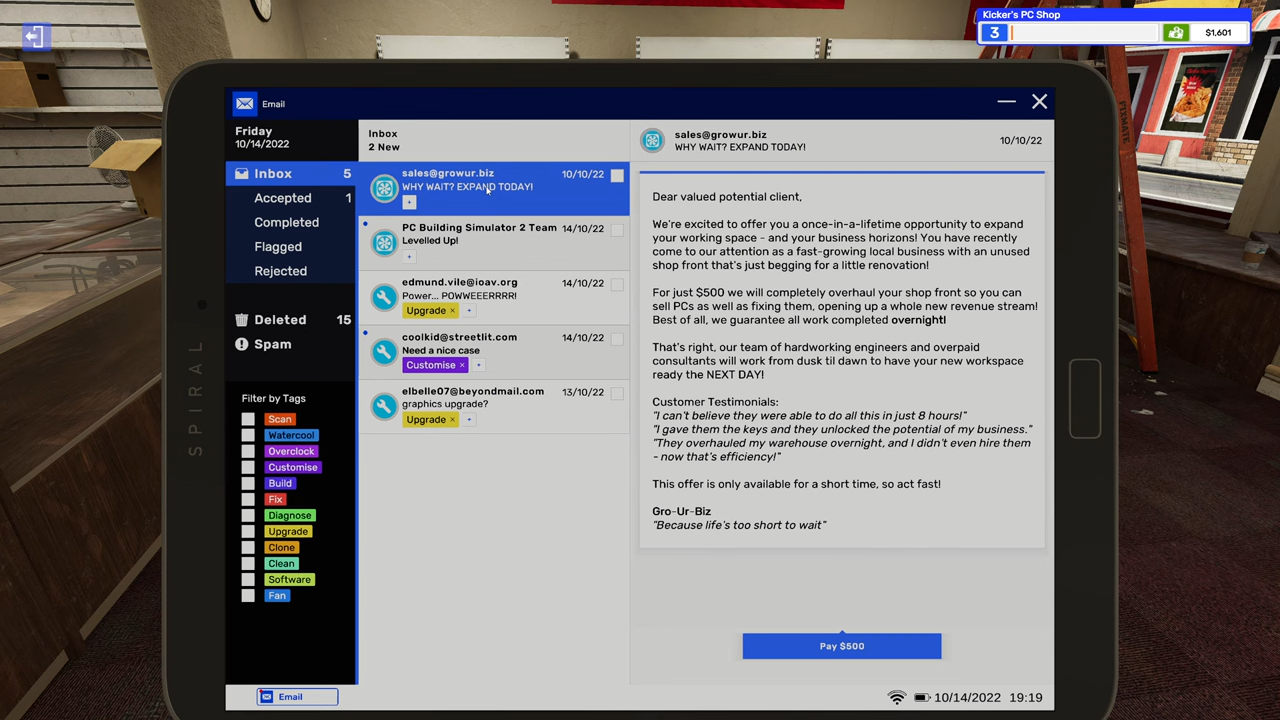 Kicker's PC Shop
3
$1,601
Email
Friday
10/14/2022
Inbox 5
Accepted 1
Completed
Flagged
Rejected
Deleted 15
Spam
Filter by Tags
Scan
Watercool
Overclock
Customise
Build
Fix
Diagnose
Upgrade
Clone
Clean
Software
Fan
Inbox
2 New
sales@growur.biz 10/10/22
WHY WAIT? EXPAND TODAY!
+
PC Building Simulator 2 Team 14/10/22
Levelled Up!
+
edmund.vile@ioav.org 14/10/22
Power... POWWEEERRRR!
Upgrade × +
coolkid@streetlit.com 14/10/22
Need a nice case
Customise × +
elbelle07@beyondmail.com 13/10/22
graphics upgrade?
Upgrade × +
sales@growur.biz
WHY WAIT? EXPAND TODAY! 10/10/22
Dear valued potential client,
We're excited to offer you a once-in-a-lifetime opportunity to expand
your working space - and your business horizons! You have recently
come to our attention as a fast-growing local business with an unused
shop front that's just begging for a little renovation!
For just $500 we will completely overhaul your shop front so you can
sell PCs as well as fixing them, opening up a whole new revenue stream!
Best of all, we guarantee all work completed overnight!
That's right, our team of hardworking engineers and overpaid
consultants will work from dusk til dawn to have your new workspace
ready the NEXT DAY!
Customer Testimonials:
"I can't believe they were able to do all this in just 8 hours!"
"I gave them the keys and they unlocked the potential of my business."
"They overhauled my warehouse overnight, and I didn't even hire them
- now that's efficiency!"
This offer is only available for a short time, so act fast!
Gro-Ur-Biz
"Because life's too short to wait"
Pay $500
Email
10/14/2022 19:19
SPIRAL
FIXMATE